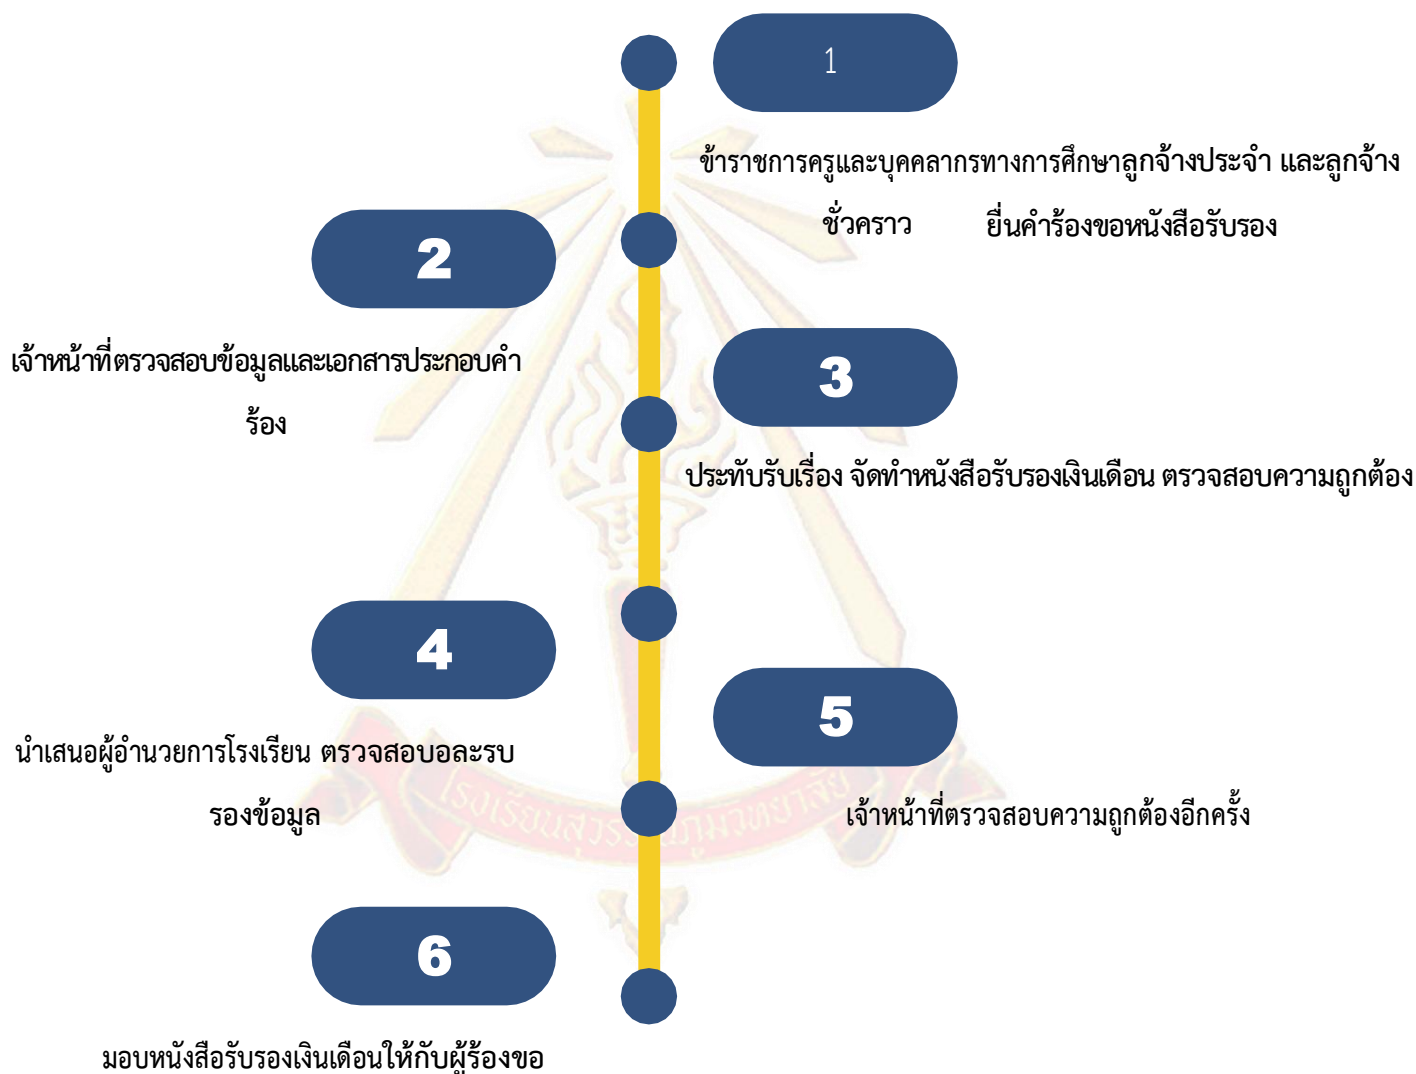 1
ข้าราชการครูและบุคคลากรทางการศึกษาลูกจ้างประจำ และลูกจ้าง
ชั่วคราว ยื่นคำร้องขอหนังสือรับรอง
2
เจ้าหน้าที่ตรวจสอบข้อมูลและเอกสารประกอบคำ
ร้อง
3
ประทับรับเรื่อง จัดทำหนังสือรับรองเงินเดือน ตรวจสอบความถูกต้อง
4
นำเสนอผู้อำนวยการโรงเรียน ตรวจสอบอละรบ
รองข้อมูล
5
เจ้าหน้าที่ตรวจสอบความถูกต้องอีกครั้ง
6
มอบหนังสือรับรองเงินเดือนให้กับผู้ร้องขอ